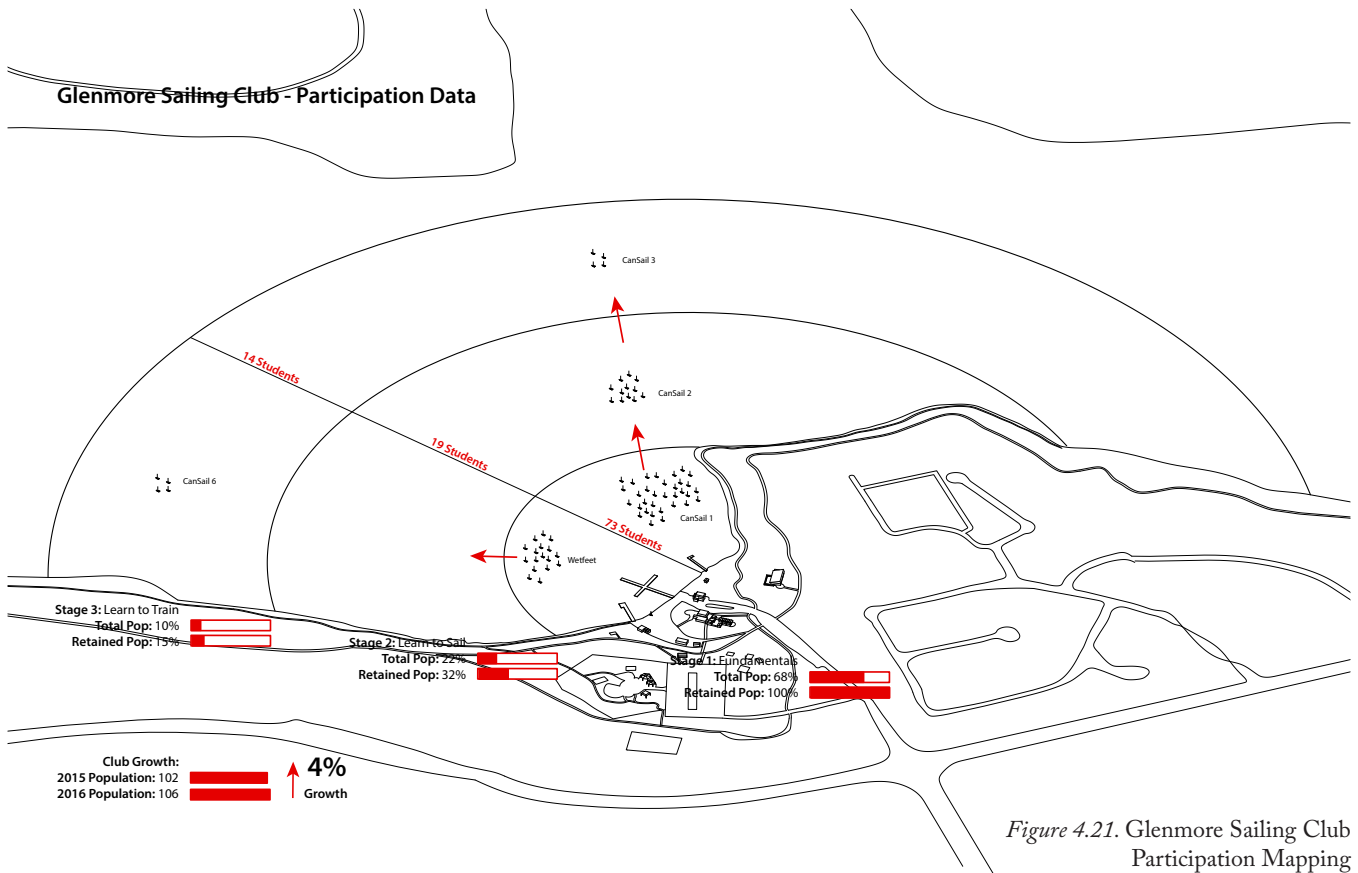 Glenmore Sailing Club - Participation Data
CanSail 3
14 Students
CanSail 2
19 Students
CanSail 6
CanSail 1
73 Students
Wetfeet
Stage 3: Learn to Train
Total Pop: 10%
Retained Pop: 15%
Stage 2: Learn to Sail
Total Pop: 22%
Retained Pop: 32%
Stage 1: Fundamentals
Total Pop: 68%
Retained Pop: 100%
Club Growth:
2015 Population: 102
2016 Population: 106
4%
Growth
Figure 4.21. Glenmore Sailing Club
Participation Mapping